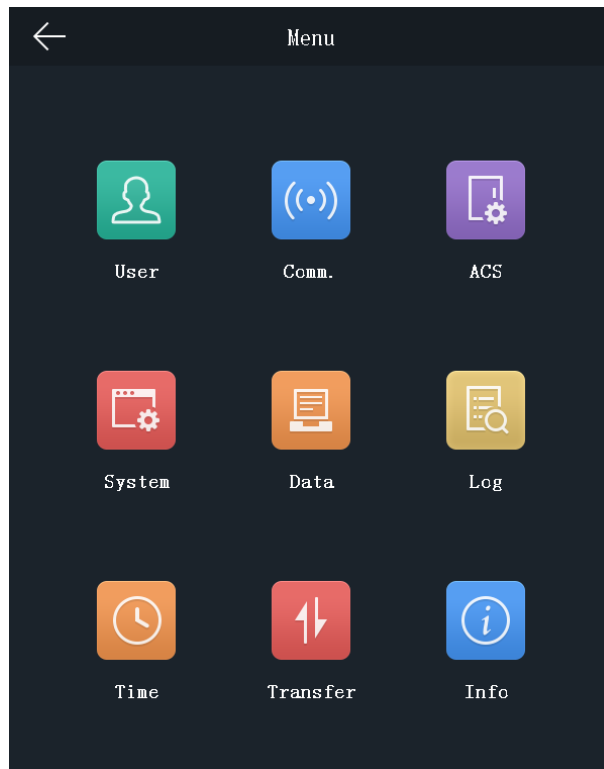 Menu
User
Comm.
ACS
System
Data
Log
Time
Transfer
Info